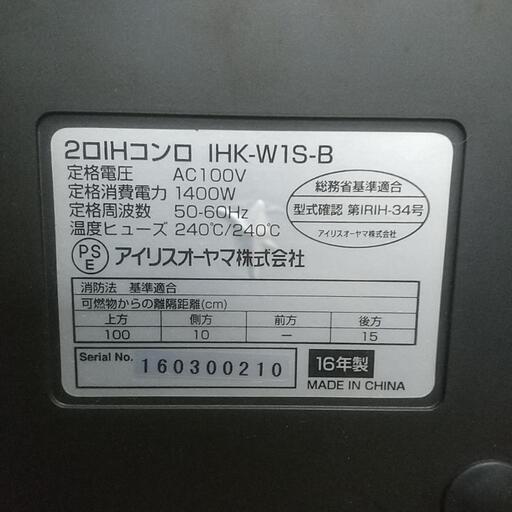 2口IHコンロ IHK-W1S-B
定格電圧 AC100V
定格消費電力 1400W
定格周波数 50-60Hz
温度ヒューズ 240℃/240℃
総務省基準適合
型式確認 第IRIH-34号
アイリスオーヤマ株式会社
PS
E
アイリスオーヤマ株式会社
消防法 基準適合
可燃物からの離隔距離(cm)
上方 側方 前方 後方
100 10 ― 15
Serial No. 160300210
16年製
MADE IN CHINA